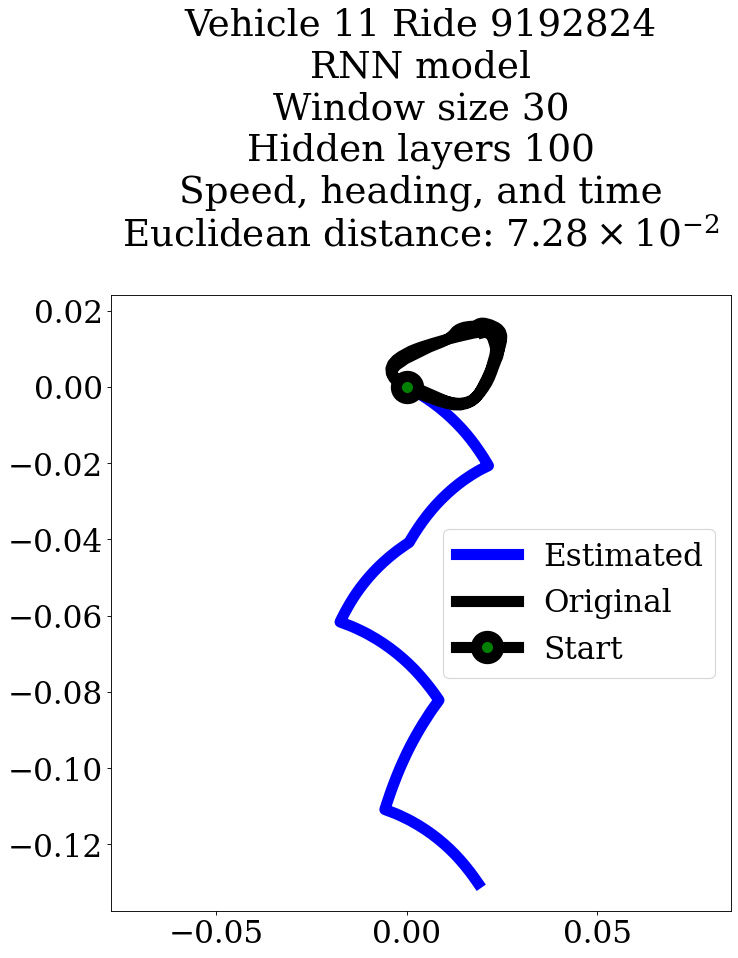 Vehicle 11 Ride 9192824
RNN model
Window size 30
Hidden layers 100
Speed, heading, and time
Euclidean distance: 7.28 × 10⁻²
0.02
0.00
−0.02
−0.04
−0.06
−0.08
−0.10
−0.12
Estimated
Original
Start
−0.05
0.00
0.05